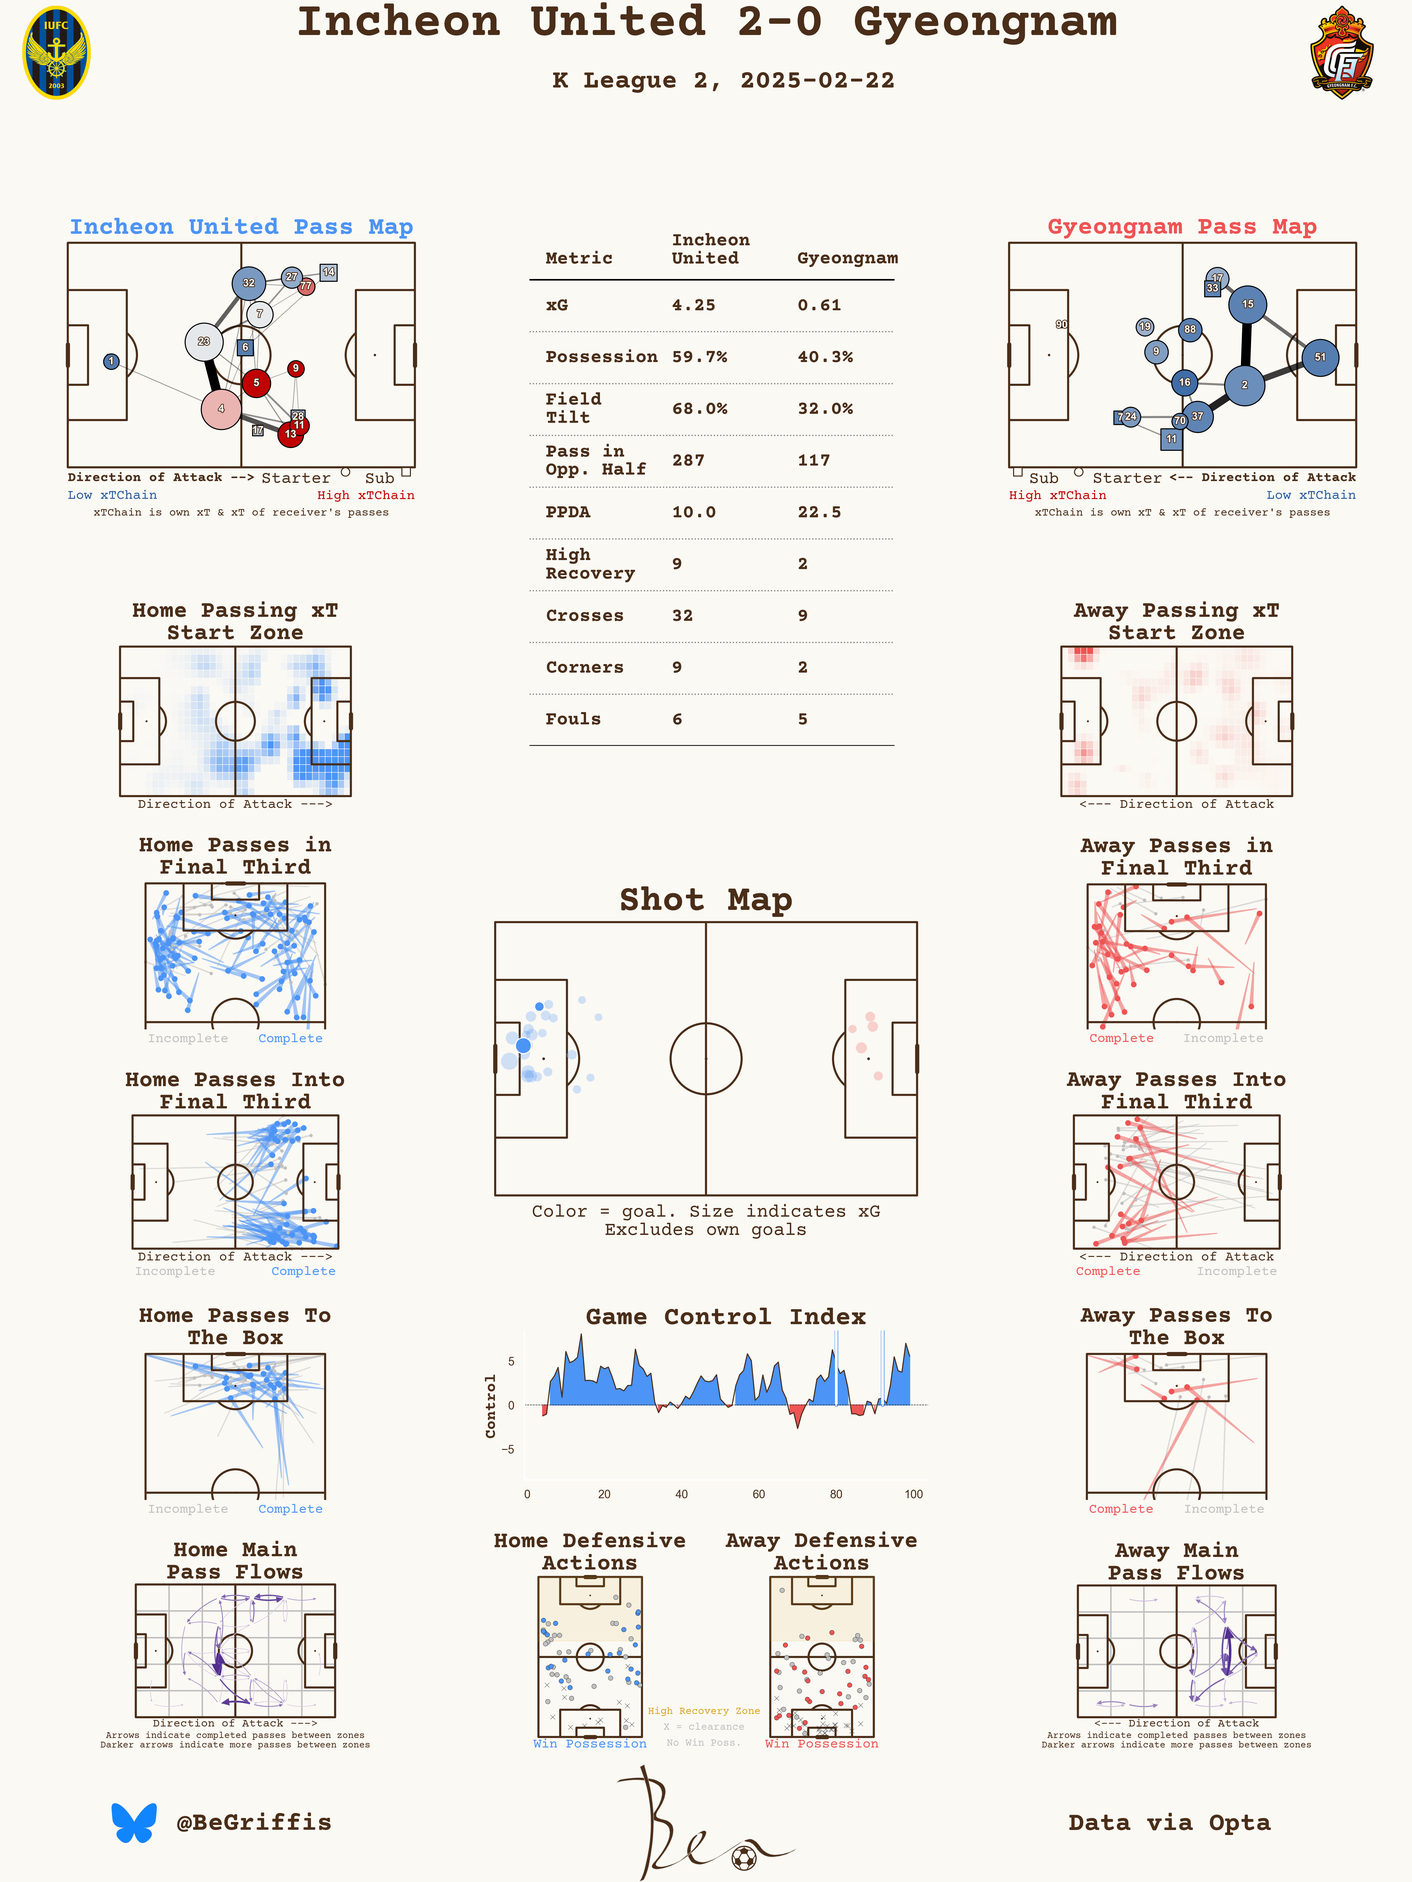 Incheon United 2-0 Gyeongnam
K League 2, 2025-02-22
IUFC
2003
GYEONGNAM F.C.
Incheon United Pass Map
1
23
4
32
7
6
5
27
77
14
9
28
11
13
17
Direction of Attack --> Starter Sub
Low xTChain High xTChain
xTChain is own xT & xT of receiver's passes
Metric Incheon United Gyeongnam
xG 4.25 0.61
Possession 59.7% 40.3%
Field Tilt 68.0% 32.0%
Pass in Opp. Half 287 117
PPDA 10.0 22.5
High Recovery 9 2
Crosses 32 9
Corners 9 2
Fouls 6 5
Gyeongnam Pass Map
17
33
15
90
19
88
9
51
16
2
7
24
70
37
11
Sub Starter <-- Direction of Attack
High xTChain Low xTChain
xTChain is own xT & xT of receiver's passes
Home Passing xT
Start Zone
Direction of Attack --->
Away Passing xT
Start Zone
<--- Direction of Attack
Home Passes in
Final Third
Incomplete Complete
Shot Map
Color = goal. Size indicates xG
Excludes own goals
Away Passes in
Final Third
Complete Incomplete
Home Passes Into
Final Third
Direction of Attack --->
Incomplete Complete
Away Passes Into
Final Third
<--- Direction of Attack
Complete Incomplete
Home Passes To
The Box
Incomplete Complete
Game Control Index
Control
5
0
−5
0 20 40 60 80 100
Away Passes To
The Box
Complete Incomplete
Home Main
Pass Flows
Direction of Attack --->
Arrows indicate completed passes between zones
Darker arrows indicate more passes between zones
Home Defensive
Actions
Win Possession
High Recovery Zone
X = clearance
No Win Poss.
Away Defensive
Actions
Win Possession
Away Main
Pass Flows
<--- Direction of Attack
Arrows indicate completed passes between zones
Darker arrows indicate more passes between zones
@BeGriffis
Ben
Data via Opta